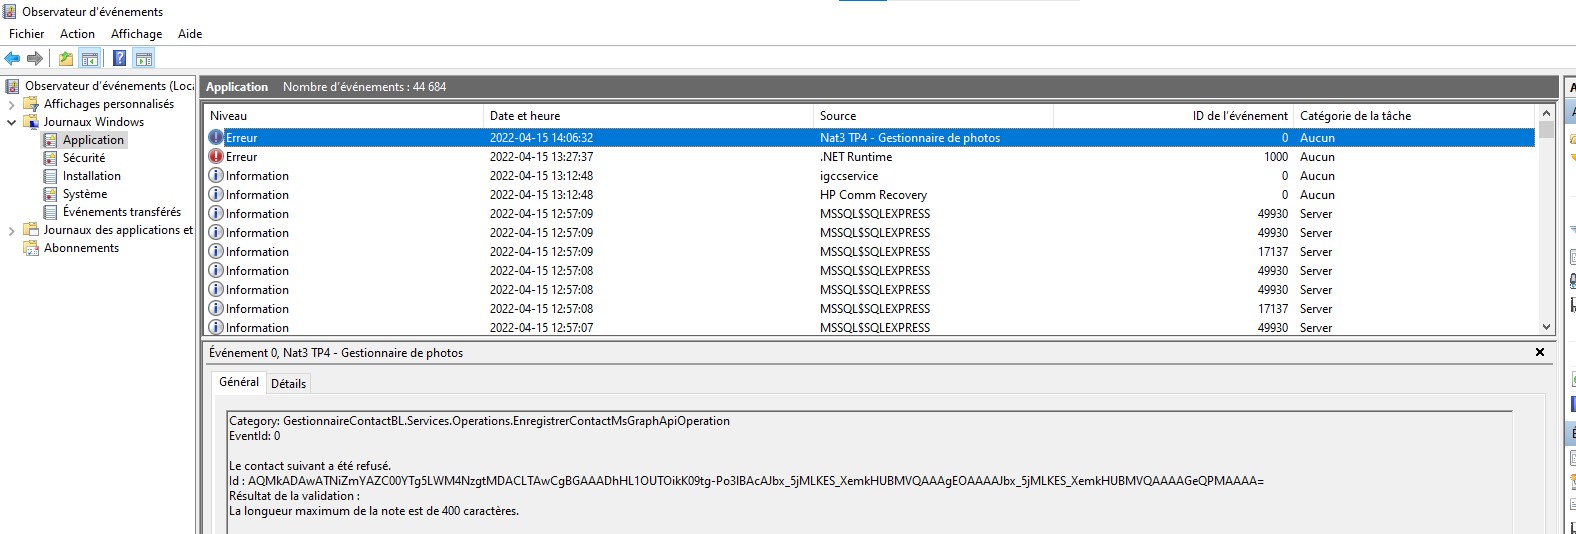 Observateur d'événements
Fichier Action Affichage Aide
Observateur d'événements (Loca
Affichages personnalisés
Journaux Windows
Application
Sécurité
Installation
Système
Événements transférés
Journaux des applications et
Abonnements
Application Nombre d'événements : 44 684
Niveau Date et heure Source ID de l'événement Catégorie de la tâche
Erreur 2022-04-15 14:06:32 Nat3 TP4 - Gestionnaire de photos 0 Aucun
Erreur 2022-04-15 13:27:37 .NET Runtime 1000 Aucun
Information 2022-04-15 13:12:48 igccservice 0 Aucun
Information 2022-04-15 13:12:48 HP Comm Recovery 0 Aucun
Information 2022-04-15 12:57:09 MSSQL$SQLEXPRESS 49930 Server
Information 2022-04-15 12:57:09 MSSQL$SQLEXPRESS 49930 Server
Information 2022-04-15 12:57:09 MSSQL$SQLEXPRESS 17137 Server
Information 2022-04-15 12:57:08 MSSQL$SQLEXPRESS 49930 Server
Information 2022-04-15 12:57:08 MSSQL$SQLEXPRESS 49930 Server
Information 2022-04-15 12:57:08 MSSQL$SQLEXPRESS 17137 Server
Information 2022-04-15 12:57:07 MSSQL$SQLEXPRESS 49930 Server
Événement 0, Nat3 TP4 - Gestionnaire de photos
Général Détails
Category: GestionnaireContactBL.Services.Operations.EnregistrerContactMsGraphApiOperation
EventId: 0
Le contact suivant a été refusé.
Id : AQMkADAwATNiZmYAZC00YTg5LWM4NzgtMDACLTAwCgBGAAADhHL1OUTOikK09tg-Po3IBAcAJbx_5jMLKES_XemkHUBMVQAAAgEOAAAAJbx_5jMLKES_XemkHUBMVQAAAAGeQPMAAAA=
Résultat de la validation :
La longueur maximum de la note est de 400 caractères.